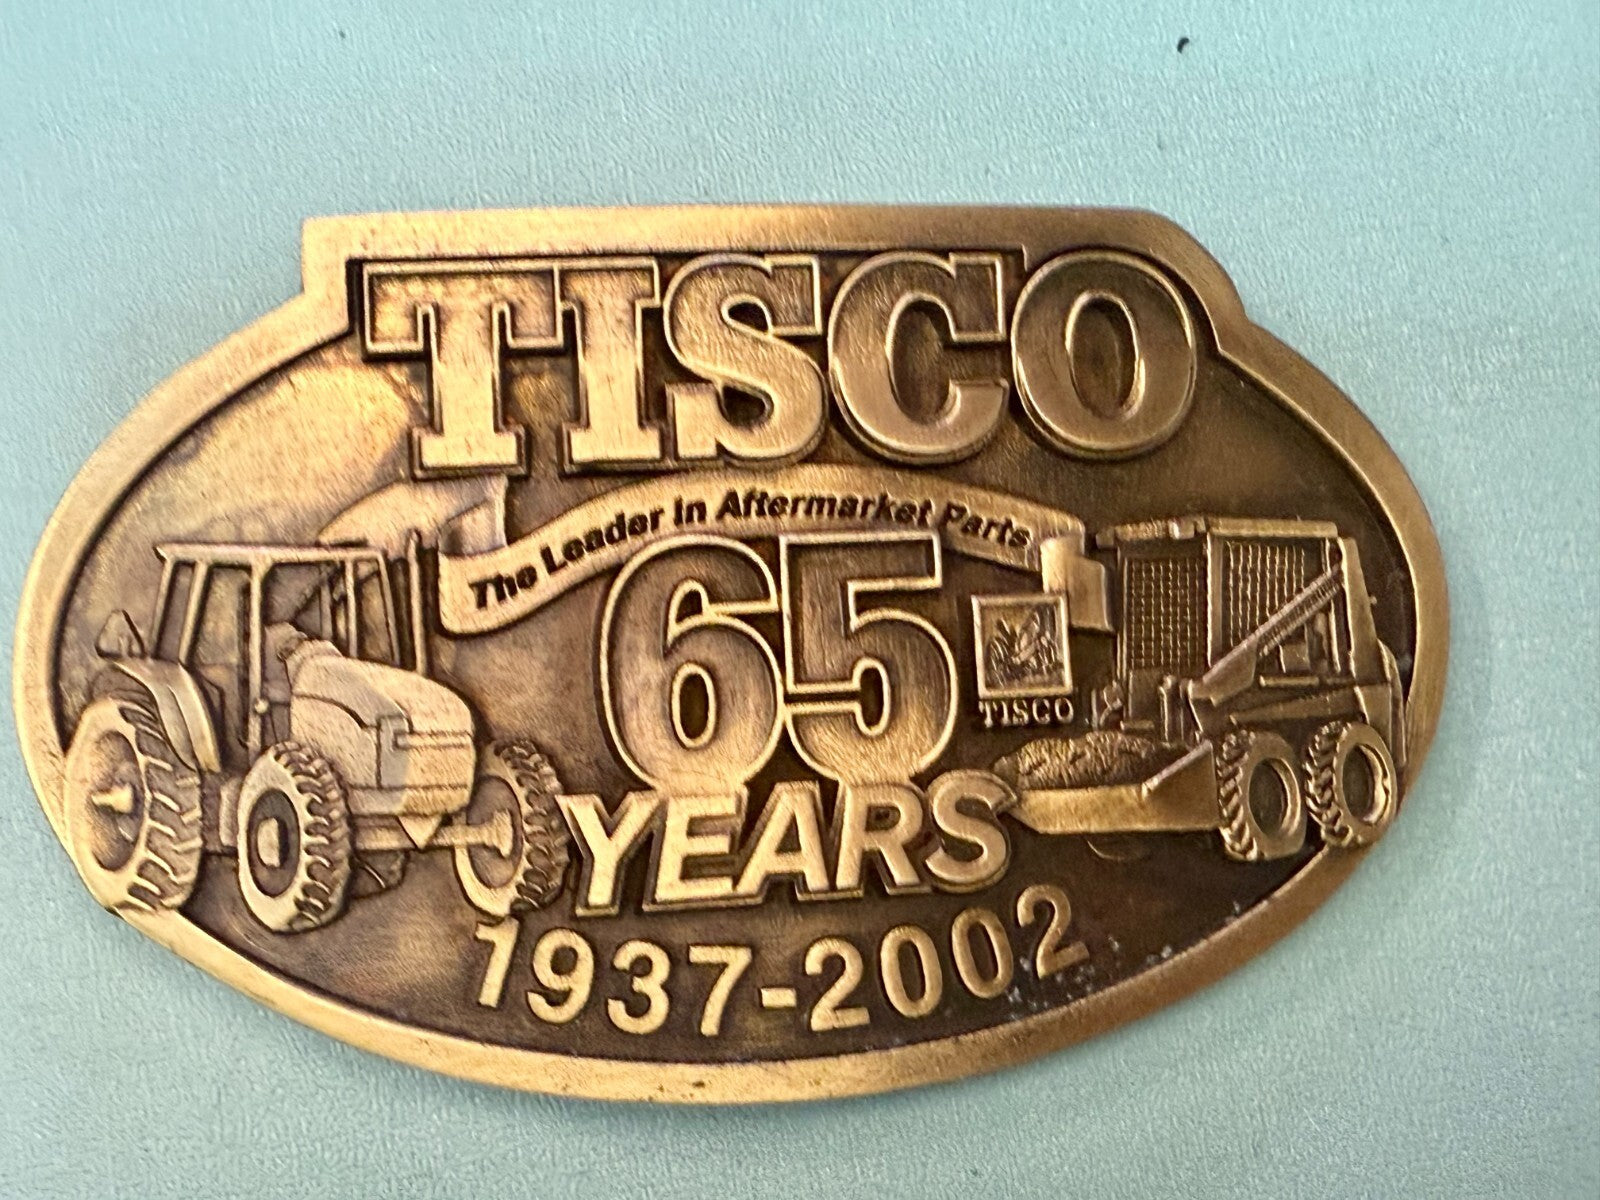 TISCO
The Leader in Aftermarket Parts
65
TISCO
YEARS
1937-2002